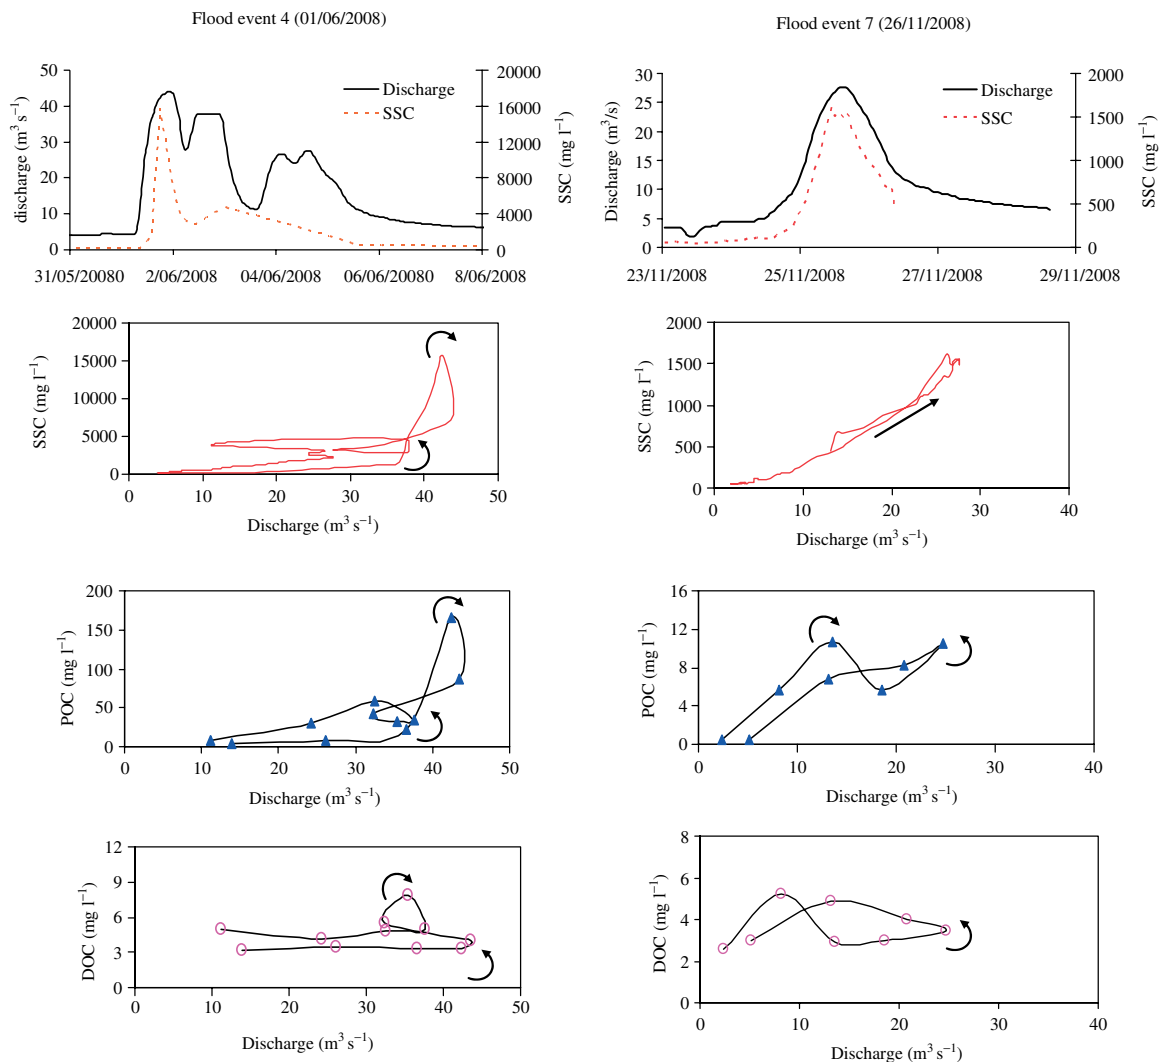 Flood event 4 (01/06/2008)
50
40
30
20
10
0
discharge (m³ s⁻¹)
20000
16000
12000
8000
4000
0
SSC (mg l⁻¹)
Discharge
SSC
31/05/20080
2/06/2008
04/06/2008
06/06/20080
8/06/2008
Flood event 7 (26/11/2008)
30
25
20
15
10
5
0
Discharge (m³/s)
2000
1500
1000
500
0
SSC (mg l⁻¹)
Discharge
SSC
23/11/2008
25/11/2008
27/11/2008
29/11/2008
20000
15000
10000
5000
0
SSC (mg l⁻¹)
0 10 20 30 40 50
Discharge (m³ s⁻¹)
2000
1500
1000
500
0
SSC (mg l⁻¹)
0 10 20 30 40
Discharge (m³ s⁻¹)
200
150
100
50
0
POC (mg l⁻¹)
0 10 20 30 40 50
Discharge (m³ s⁻¹)
16
12
8
4
0
POC (mg l⁻¹)
0 10 20 30 40
Discharge (m³ s⁻¹)
12
9
6
3
0
DOC (mg l⁻¹)
0 10 20 30 40 50
Discharge (m³ s⁻¹)
8
6
4
2
0
DOC (mg l⁻¹)
0 10 20 30 40
Discharge (m³ s⁻¹)